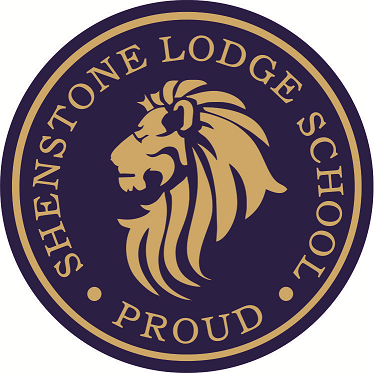 SHENSTONE LODGE SCHOOL
• PROUD •